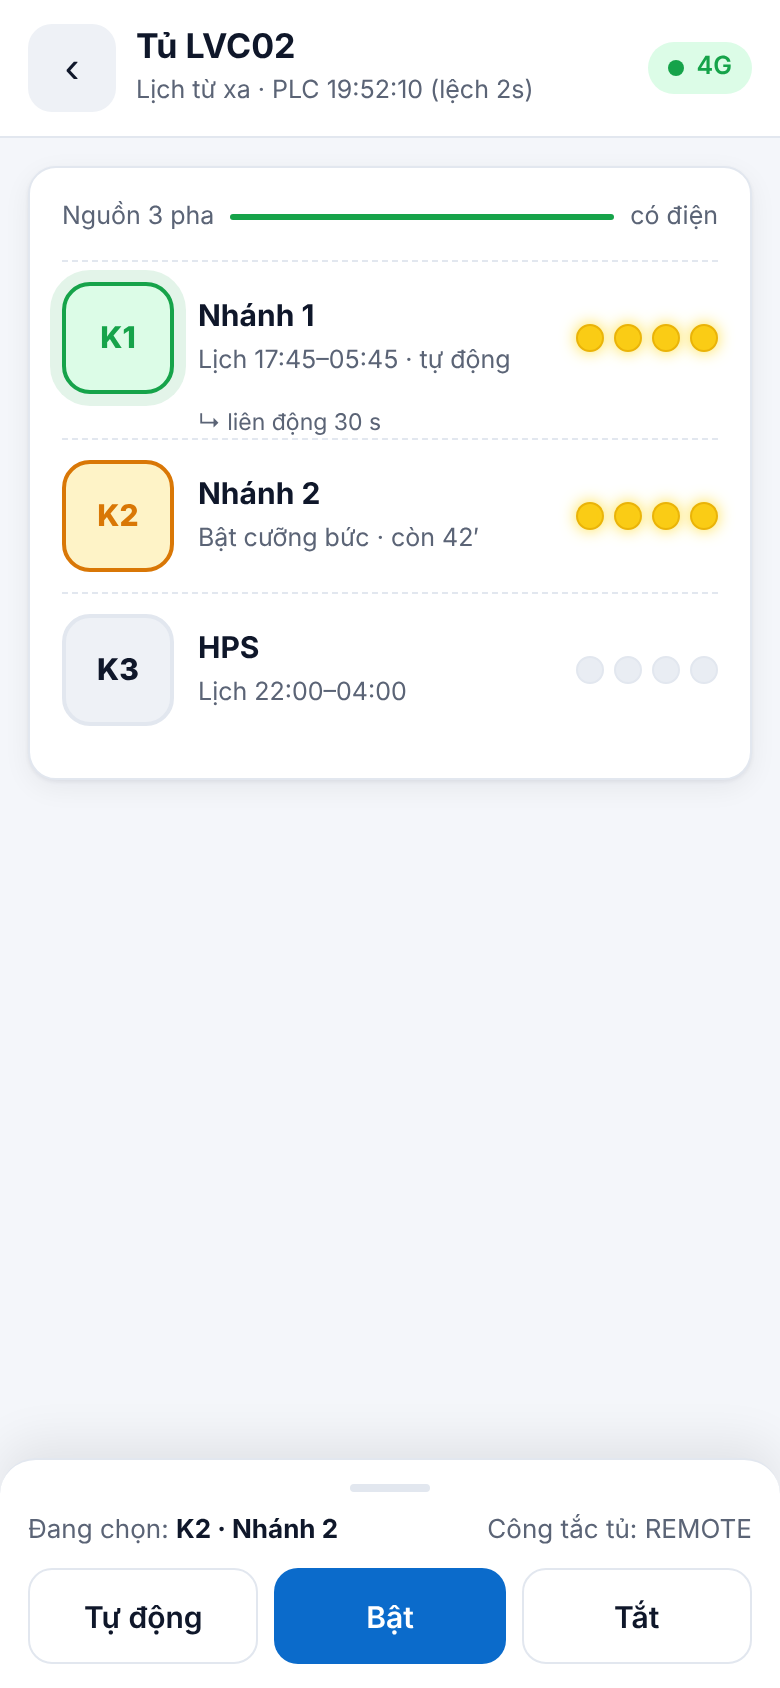 ‹
Tủ LVC02
Lịch từ xa · PLC 19:52:10 (lệch 2s)
4G
Nguồn 3 pha
có điện
K1
Nhánh 1
Lịch 17:45–05:45 · tự động
↳ liên động 30 s
K2
Nhánh 2
Bật cưỡng bức · còn 42′
K3
HPS
Lịch 22:00–04:00
Đang chọn: K2 · Nhánh 2
Công tắc tủ: REMOTE
Tự động
Bật
Tắt